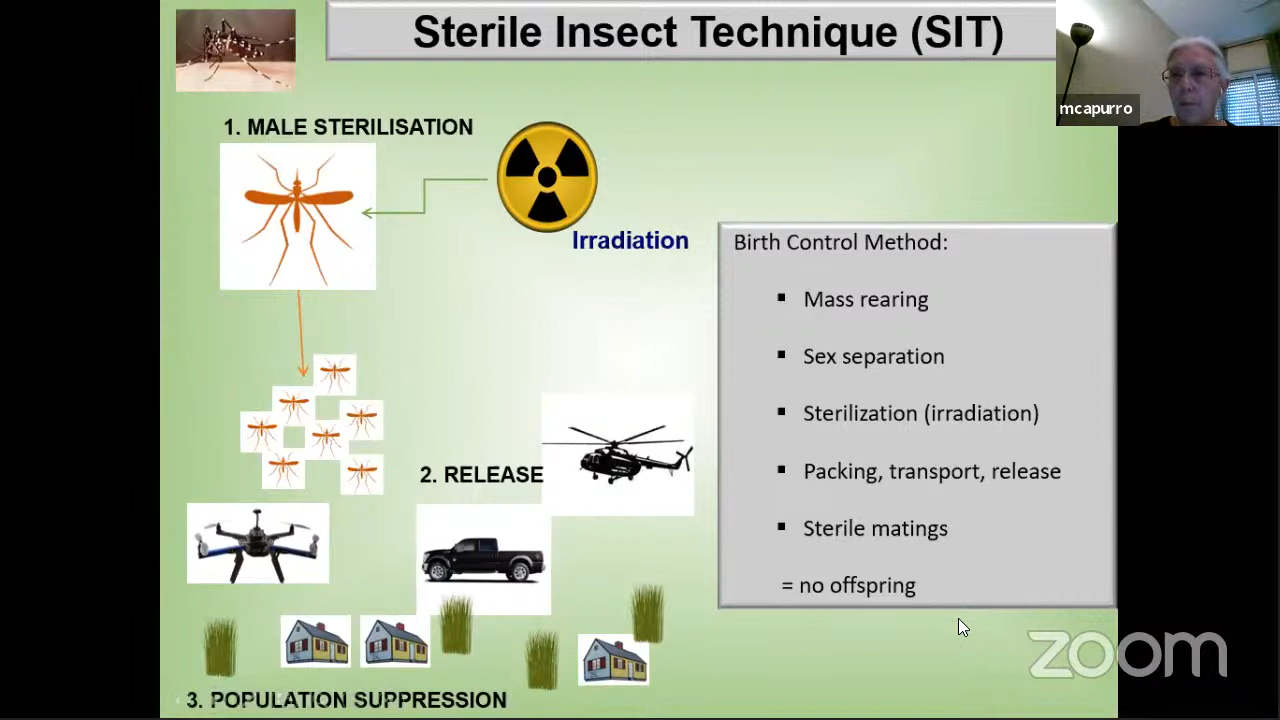 Sterile Insect Technique (SIT)
mcapurro
1. MALE STERILISATION
Irradiation
Birth Control Method:
▪ Mass rearing
▪ Sex separation
▪ Sterilization (irradiation)
▪ Packing, transport, release
▪ Sterile matings
= no offspring
2. RELEASE
3. POPULATION SUPPRESSION
zoom